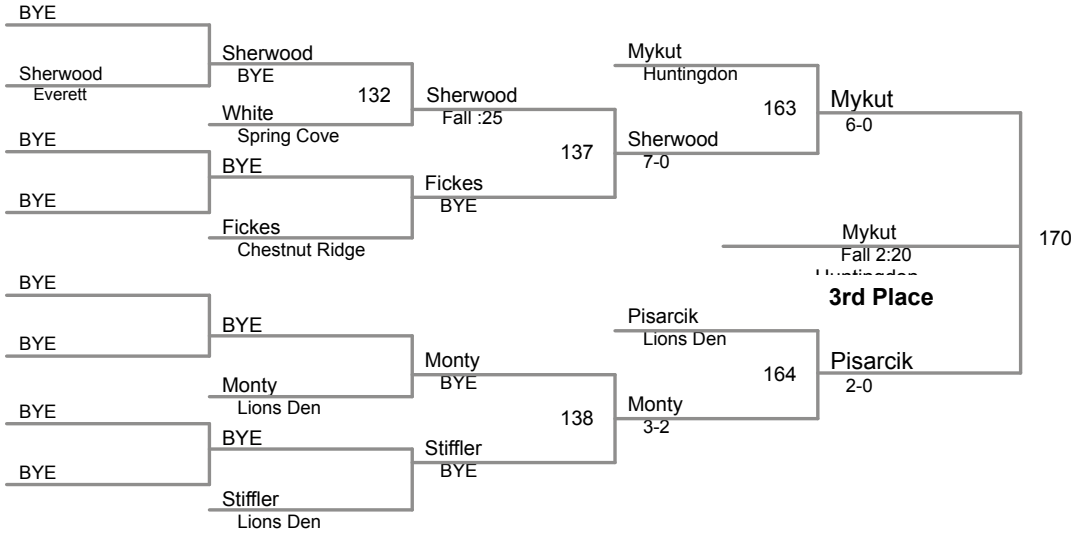 BYE
Sherwood
Everett
BYE
BYE
BYE
BYE
BYE
BYE
Sherwood
BYE
132
White
Spring Cove
BYE
Fickes
Chestnut Ridge
BYE
Monty
Lions Den
BYE
Stiffler
Lions Den
Sherwood
Fall :25
137
Fickes
BYE
Monty
BYE
138
Stiffler
BYE
Mykut
Huntingdon
163
Sherwood
7-0
Pisarcik
Lions Den
164
Monty
3-2
Mykut
6-0
Mykut
Fall 2:20
Huntingdon
3rd Place
Pisarcik
2-0
170